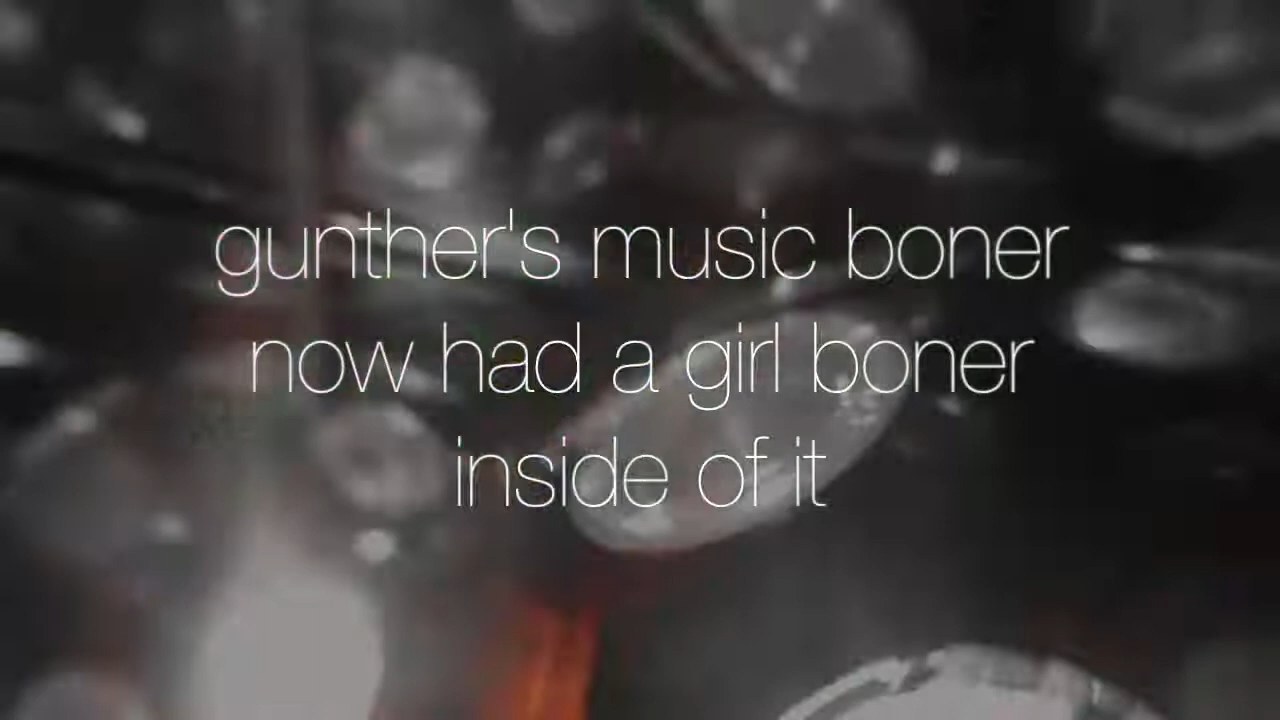 gunther's music boner
now had a girl boner
inside of it